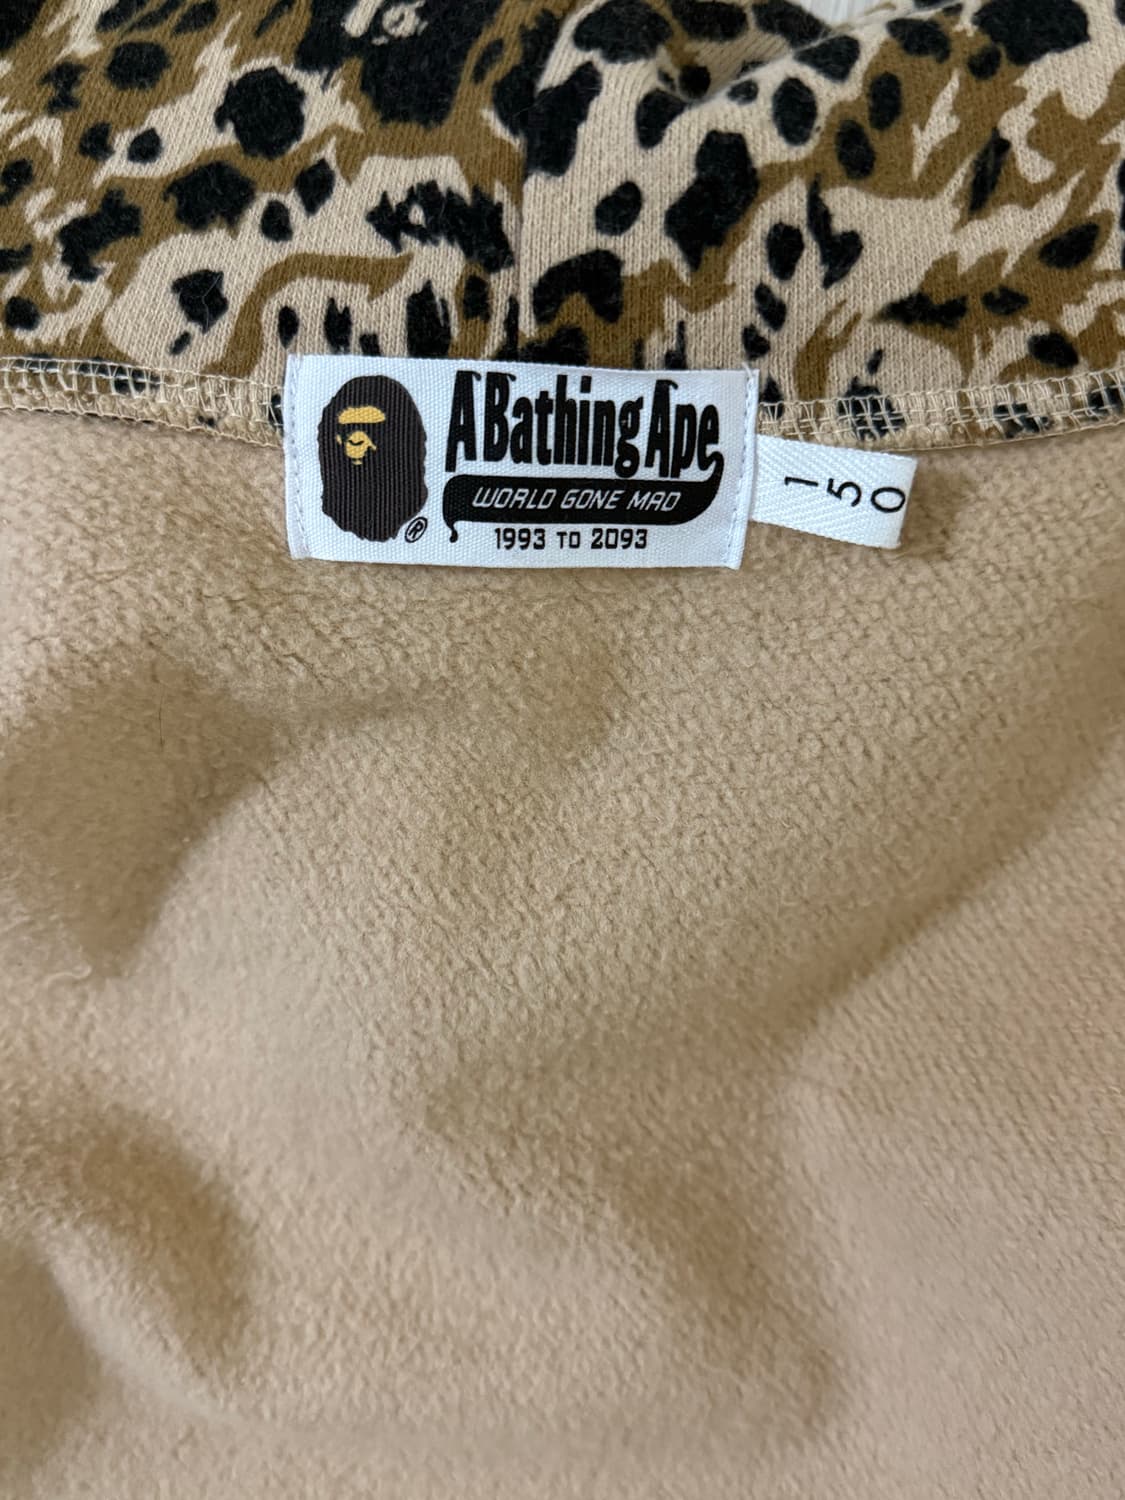 A Bathing Ape
WORLD GONE MAD
®
1993 TO 2093
150